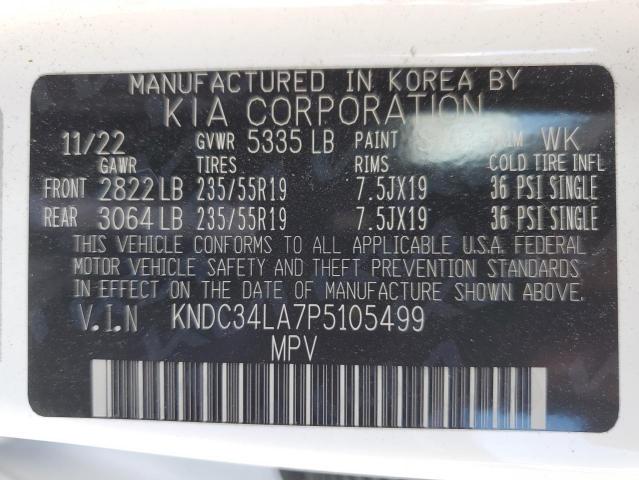 MANUFACTURED IN KOREA BY
KIA CORPORATION
11/22 GVWR 5335 LB PAINT WK
GAWR TIRES RIMS COLD TIRE INFL
FRONT 2822 LB 235/55R19 7.5JX19 36 PSI SINGLE
REAR 3064 LB 235/55R19 7.5JX19 36 PSI SINGLE
THIS VEHICLE CONFORMS TO ALL APPLICABLE U.S.A. FEDERAL
MOTOR VEHICLE SAFETY AND THEFT PREVENTION STANDARDS
IN EFFECT ON THE DATE OF MANUFACTURE SHOWN ABOVE.
V.I.N KNDC34LA7P5105499
MPV